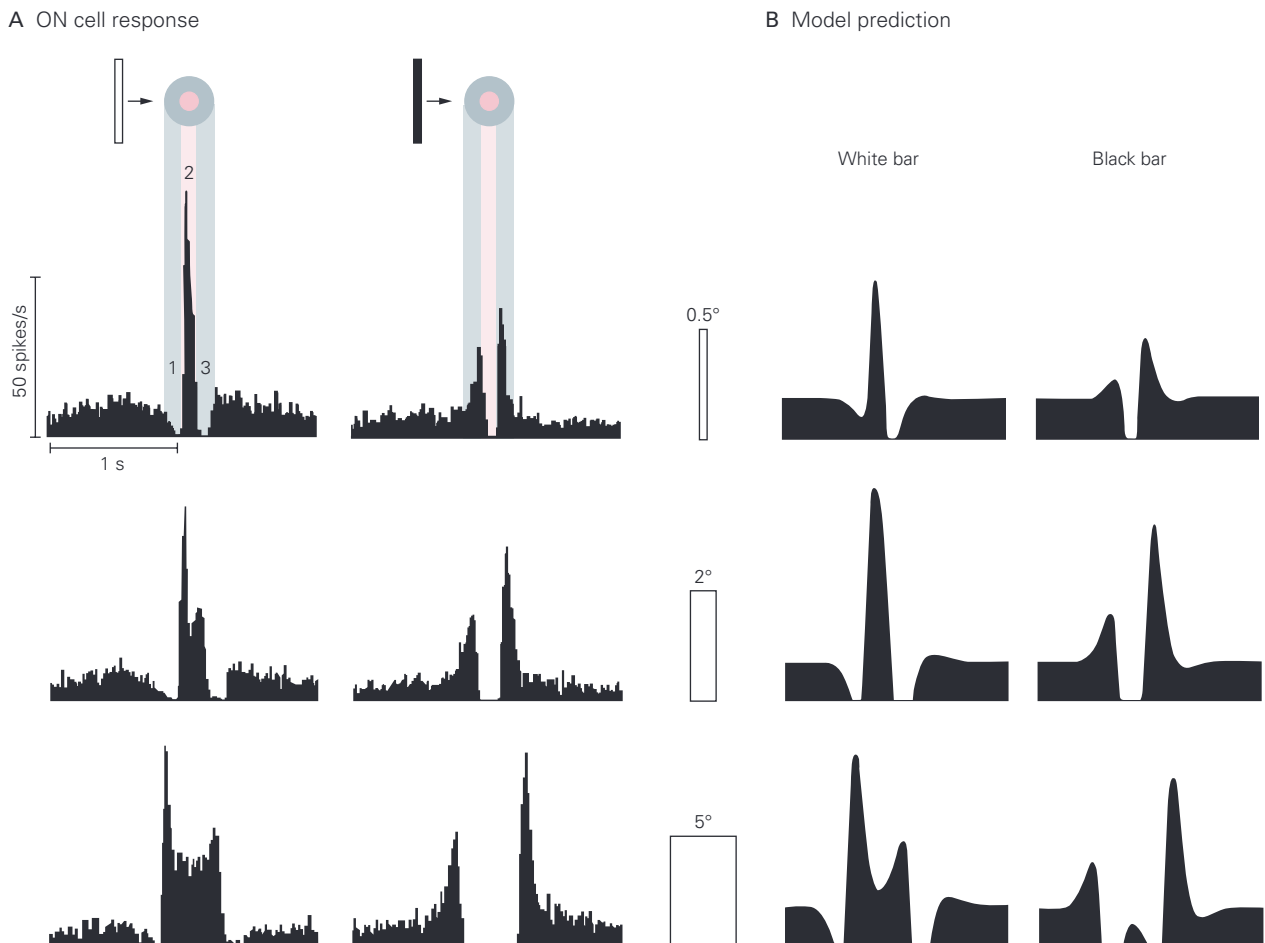 A ON cell response
B Model prediction
White bar
Black bar
2
1
3
50 spikes/s
1 s
0.5°
2°
5°